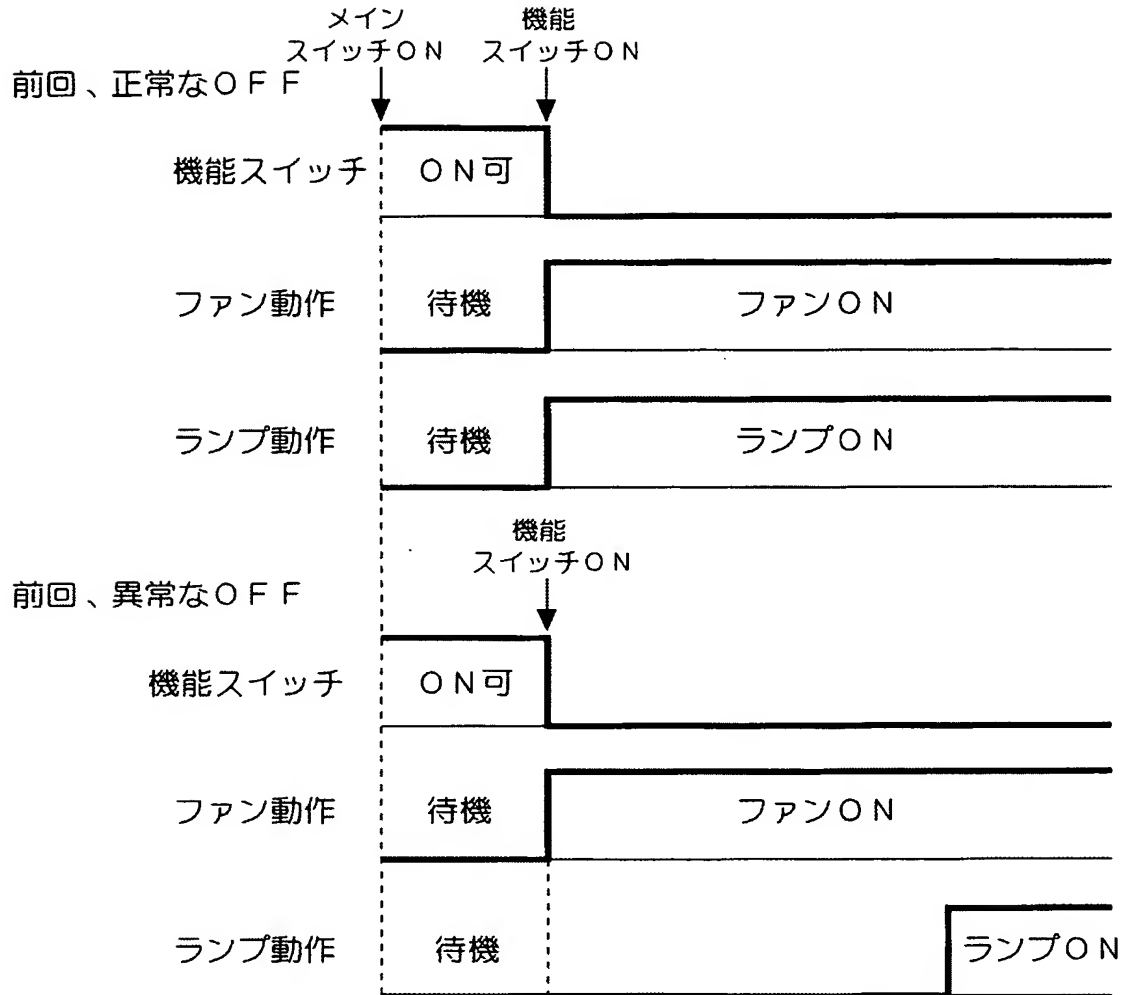 メイン
スイッチON
機能
スイッチON
前回、正常なOFF
機能スイッチ
ON可
ファン動作
待機
ファンON
ランプ動作
待機
ランプON
機能
スイッチON
前回、異常なOFF
機能スイッチ
ON可
ファン動作
待機
ファンON
ランプ動作
待機
ランプON